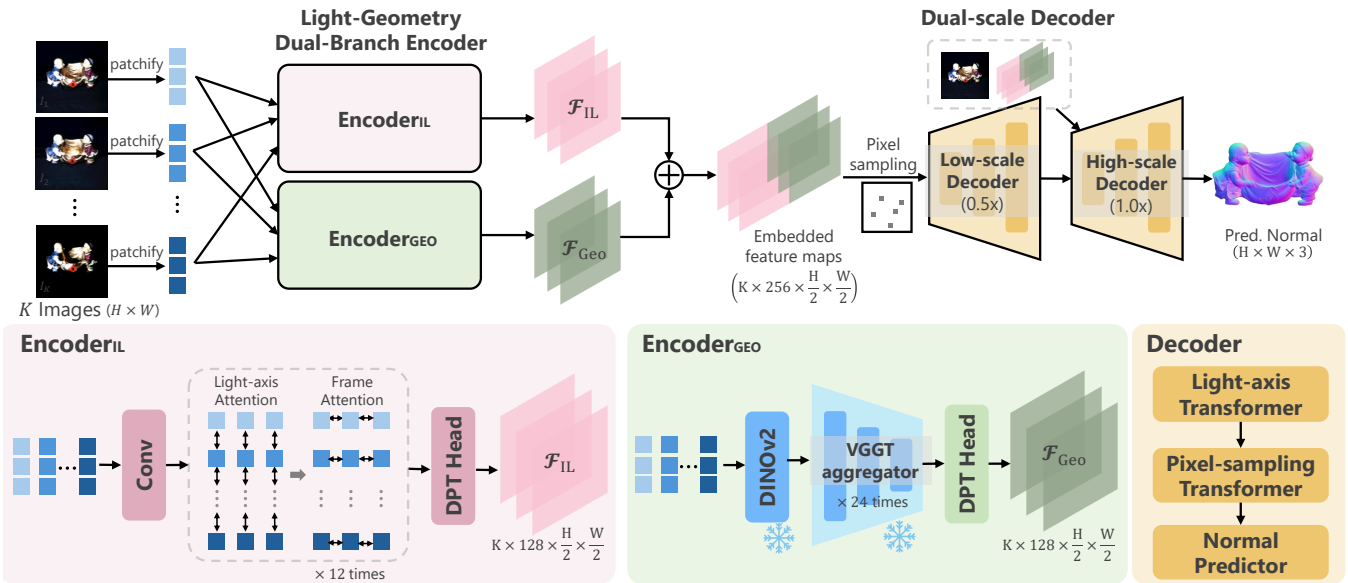 Light-Geometry
Dual-Branch Encoder
Dual-scale Decoder
patchify
I_1
patchify
I_2
patchify
I_K
K Images (H × W)
Encoder_IL
Encoder_GEO
ℱ_IL
ℱ_Geo
Embedded
feature maps
(K × 256 × H/2 × W/2)
Pixel
sampling
Low-scale
Decoder
(0.5x)
High-scale
Decoder
(1.0x)
Pred. Normal
(H × W × 3)
Encoder_IL
Conv
Light-axis
Attention
Frame
Attention
× 12 times
DPT Head
ℱ_IL
K × 128 × H/2 × W/2
Encoder_GEO
DINOv2
VGGT
aggregator
× 24 times
DPT Head
ℱ_Geo
K × 128 × H/2 × W/2
Decoder
Light-axis
Transformer
Pixel-sampling
Transformer
Normal
Predictor